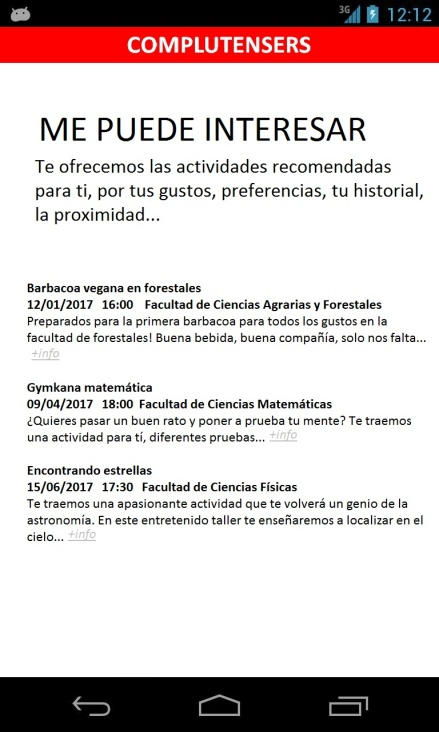 3G 12:12
COMPLUTENSERS
ME PUEDE INTERESAR
Te ofrecemos las actividades recomendadas
para ti, por tus gustos, preferencias, tu historial,
la proximidad...
Barbacoa vegana en forestales
12/01/2017 16:00 Facultad de Ciencias Agrarias y Forestales
Preparados para la primera barbacoa para todos los gustos en la
facultad de forestales! Buena bebida, buena compañía, solo nos falta...
+info
Gymkana matemática
09/04/2017 18:00 Facultad de Ciencias Matemáticas
¿Quieres pasar un buen rato y poner a prueba tu mente? Te traemos
una actividad para tí, diferentes pruebas... +info
Encontrando estrellas
15/06/2017 17:30 Facultad de Ciencias Físicas
Te traemos una apasionante actividad que te volverá un genio de la
astronomía. En este entretenido taller te enseñaremos a localizar en el
cielo... +info